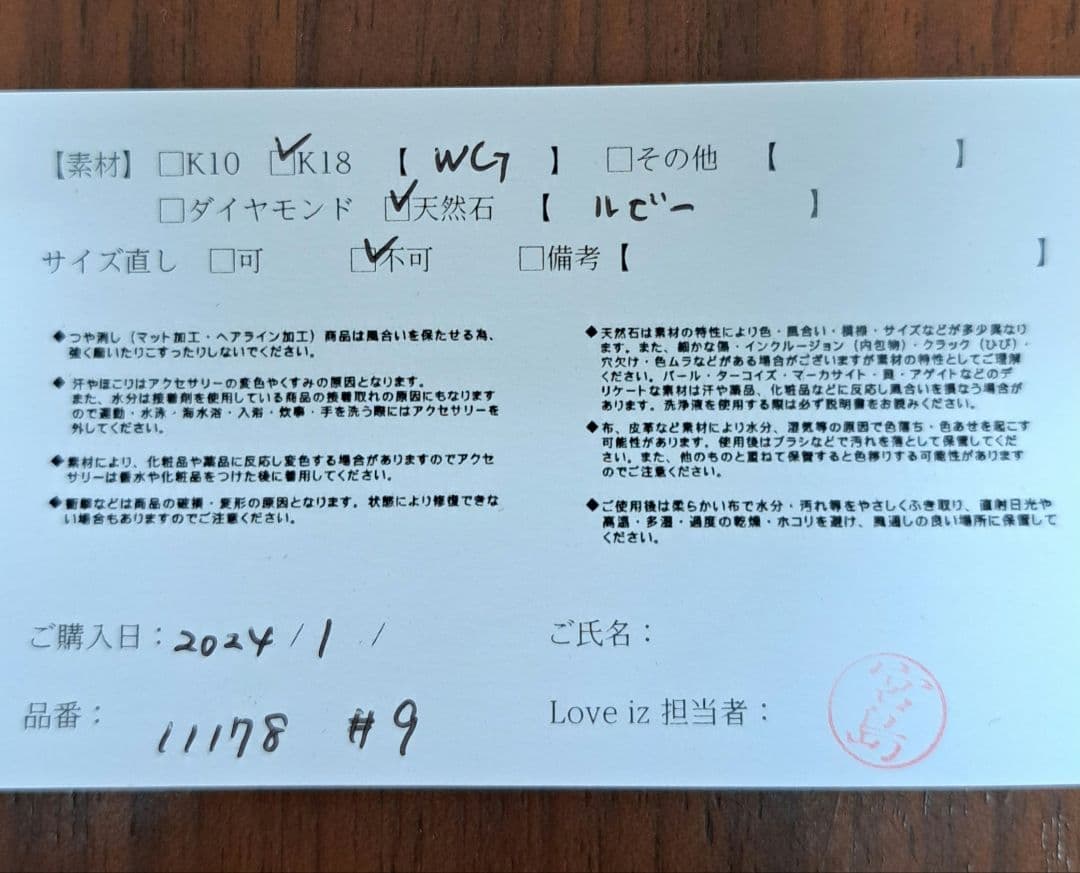 【素材】 □K10 ☑K18 【 WG 】 □その他 【 】
□ダイヤモンド ☑天然石 【 ルビー 】
サイズ直し □可 ☑不可 □備考【 】
◆つや消し（マット加工・ヘアライン加工）商品は風合いを保たせる為、
強く磨いたりこすったりしないでください。
◆汗やほこりはアクセサリーの変色やくすみの原因となります。
また、水分は接着剤を使用している商品の接着取れの原因にもなります
ので運動・水泳・海水浴・入浴・炊事・手を洗う際にはアクセサリーを
外してください。
◆素材により、化粧品や薬品に反応し変色する場合がありますのでアクセ
サリーは香水や化粧品をつけた後に着用してください。
◆衝撃などは商品の破損・変形の原因となります。状態により修復できな
い場合もありますのでご注意ください。
◆天然石は素材の特性により色・風合い・模様・サイズなどが多少異なり
ます。また、細かな傷・インクルージョン（内包物）・クラック（ひび）・
穴欠け・色ムラなどがある場合がございますが素材の特性としてご理解
ください。パール・ターコイズ・マーカサイト・貝・アゲイトなどのデ
リケートな素材は汗や薬品、化粧品などに反応し風合いを損なう場合が
あります。洗浄液を使用する際は必ず説明書をお読みください。
◆布、皮革など素材により水分、湿気等の原因で色落ち・色あせを起こす
可能性があります。使用後はブラシなどで汚れを落として保管してくだ
さい。また、他のものと重ねて保管すると色移りする可能性があります
のでご注意ください。
◆ご使用後は柔らかい布で水分・汚れ等をやさしくふき取り、直射日光や
高温・多湿・過度の乾燥・ホコリを避け、風通しの良い場所に保管して
ください。
ご購入日：2024/1 /
ご氏名：
品番： 11178 #9
Love iz 担当者：